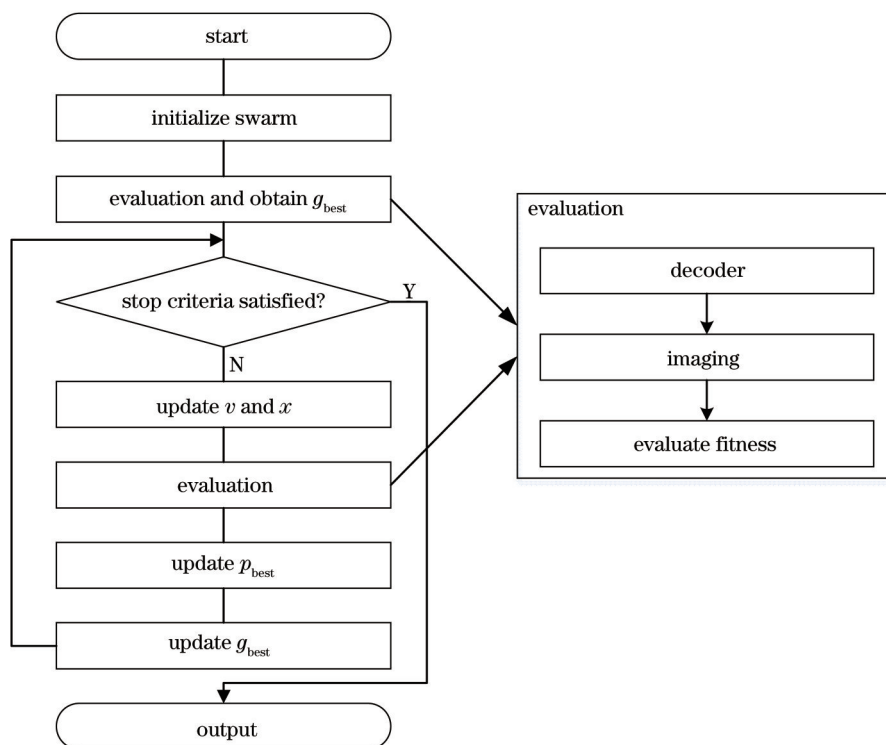 start
initialize swarm
evaluation and obtain g_best
stop criteria satisfied?
Y
N
update v and x
evaluation
update p_best
update g_best
output
evaluation
decoder
imaging
evaluate fitness